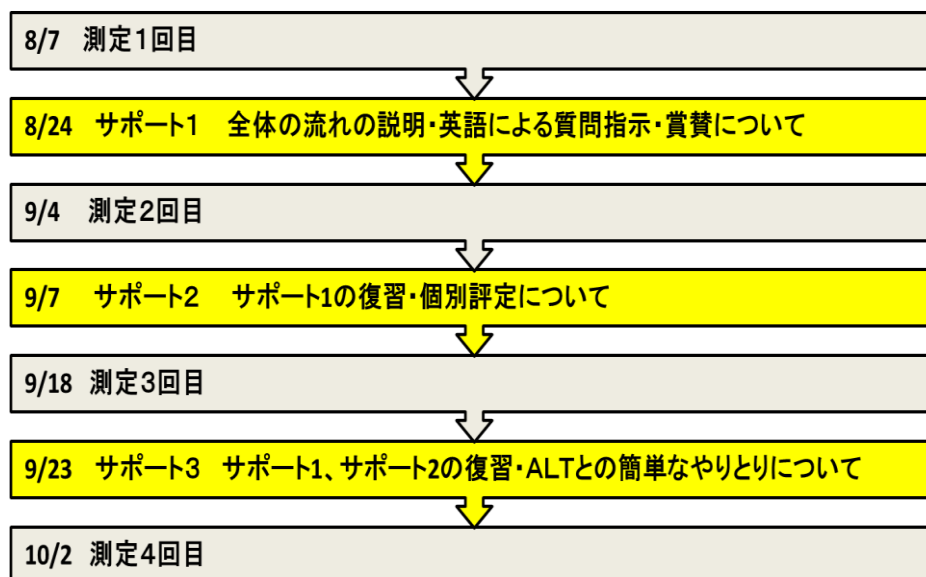 8/7　測定1回目
8/24　サポート1　全体の流れの説明・英語による質問指示・賞賛について
9/4　測定2回目
9/7　サポート2　サポート1の復習・個別評定について
9/18　測定3回目
9/23　サポート3　サポート1、サポート2の復習・ALTとの簡単なやりとりについて
10/2　測定4回目